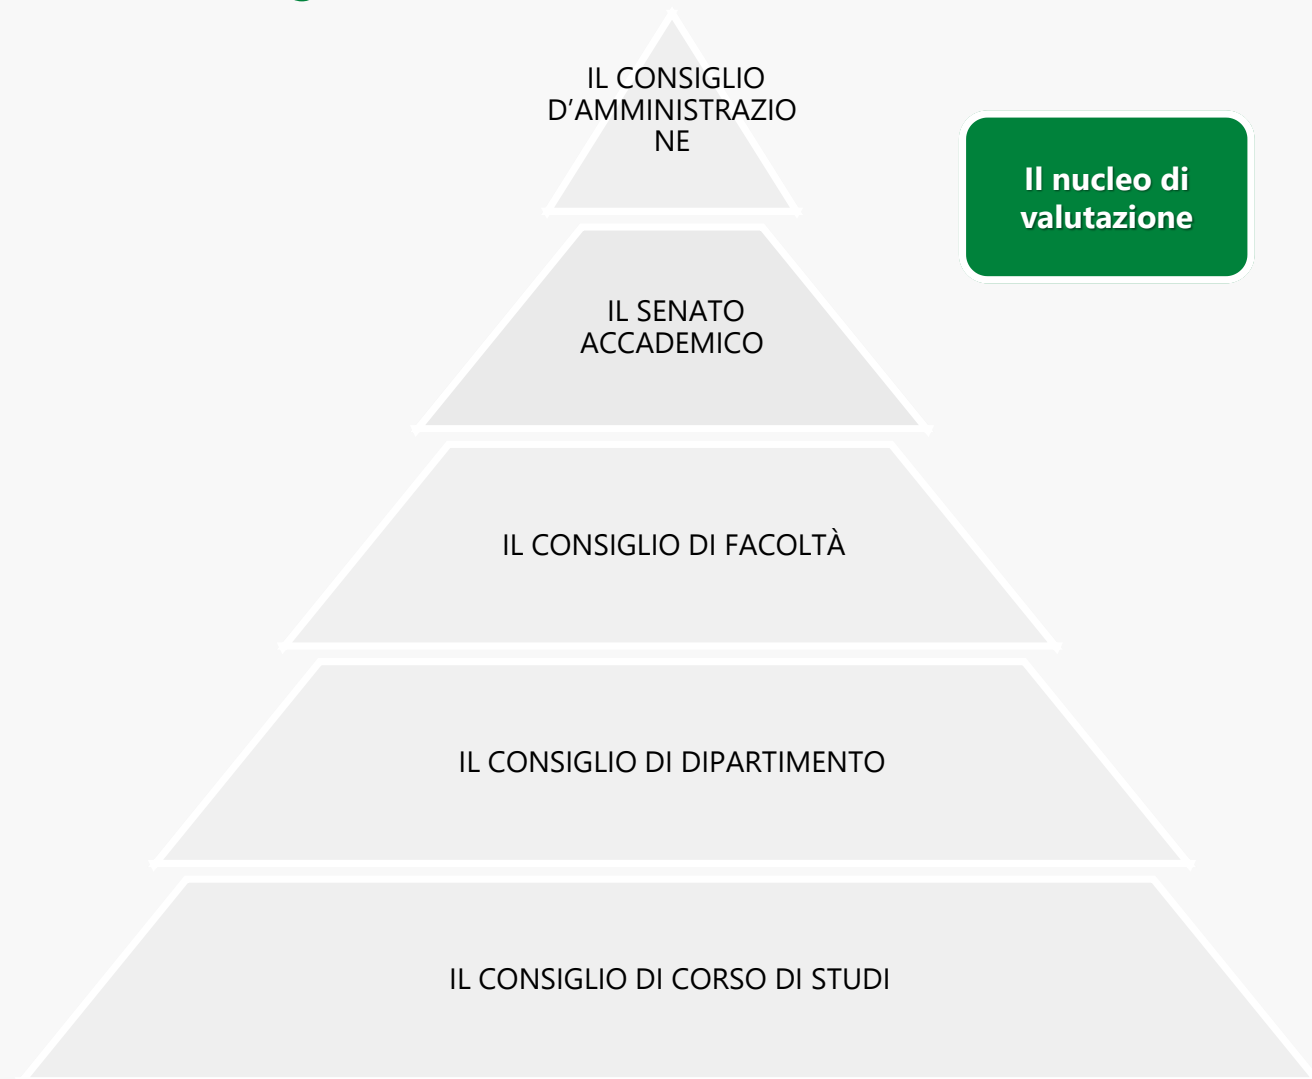 IL CONSIGLIO
D’AMMINISTRAZIO
NE
Il nucleo di
valutazione
IL SENATO
ACCADEMICO
IL CONSIGLIO DI FACOLTÀ
IL CONSIGLIO DI DIPARTIMENTO
IL CONSIGLIO DI CORSO DI STUDI